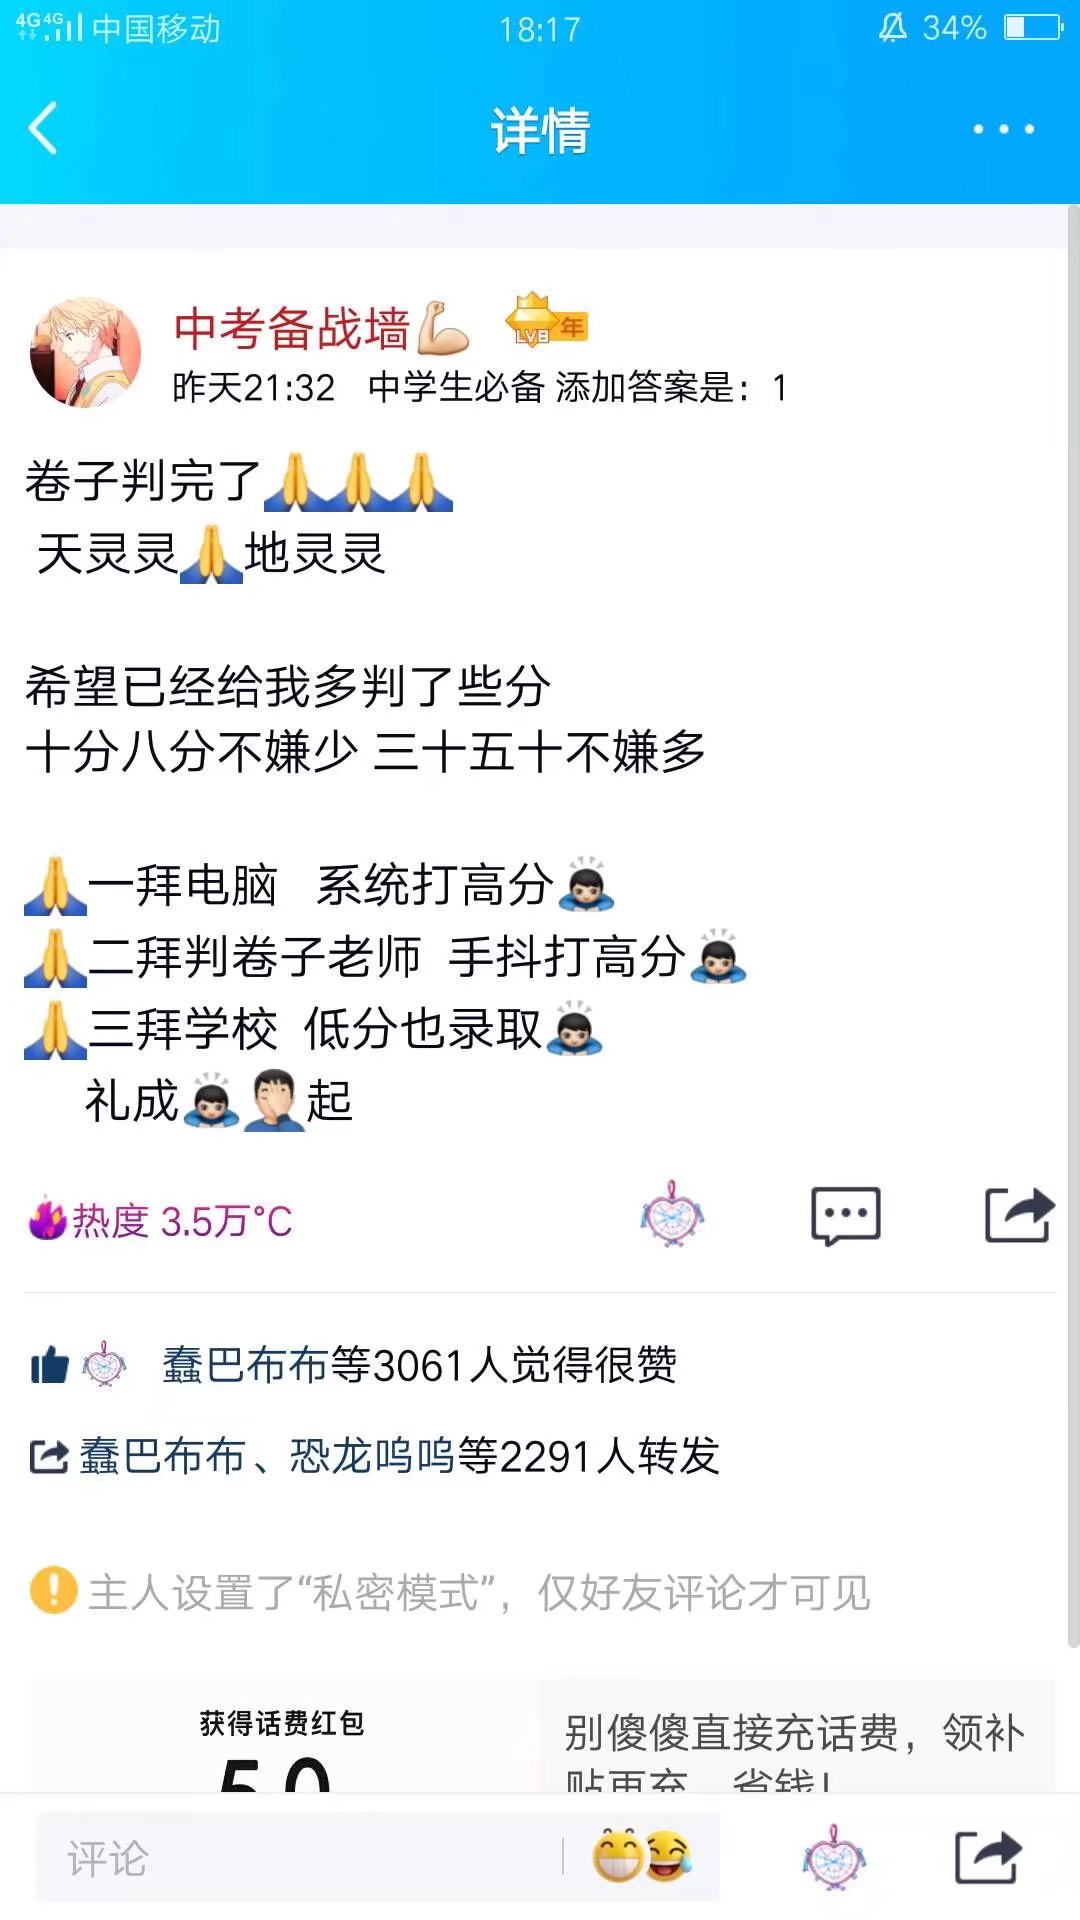 4G 4G 中国移动 18:17 34%
详情
中考备战墙💪 LV8 年
昨天21:32 中学生必备 添加答案是：1
卷子判完了🙏🙏🙏
天灵灵🙏地灵灵
希望已经给我多判了些分
十分八分不嫌少 三十五十不嫌多
🙏一拜电脑 系统打高分🙇🏻
🙏二拜判卷子老师 手抖打高分🙇🏻
🙏三拜学校 低分也录取🙇🏻
礼成🙇🏻🤦🏻‍♂️起
热度 3.5万°C
蠢巴布布等3061人觉得很赞
蠢巴布布、恐龙呜呜等2291人转发
主人设置了“私密模式”，仅好友评论才可见
获得话费红包
50
别傻傻直接充话费，领补
贴再充，省钱！
评论